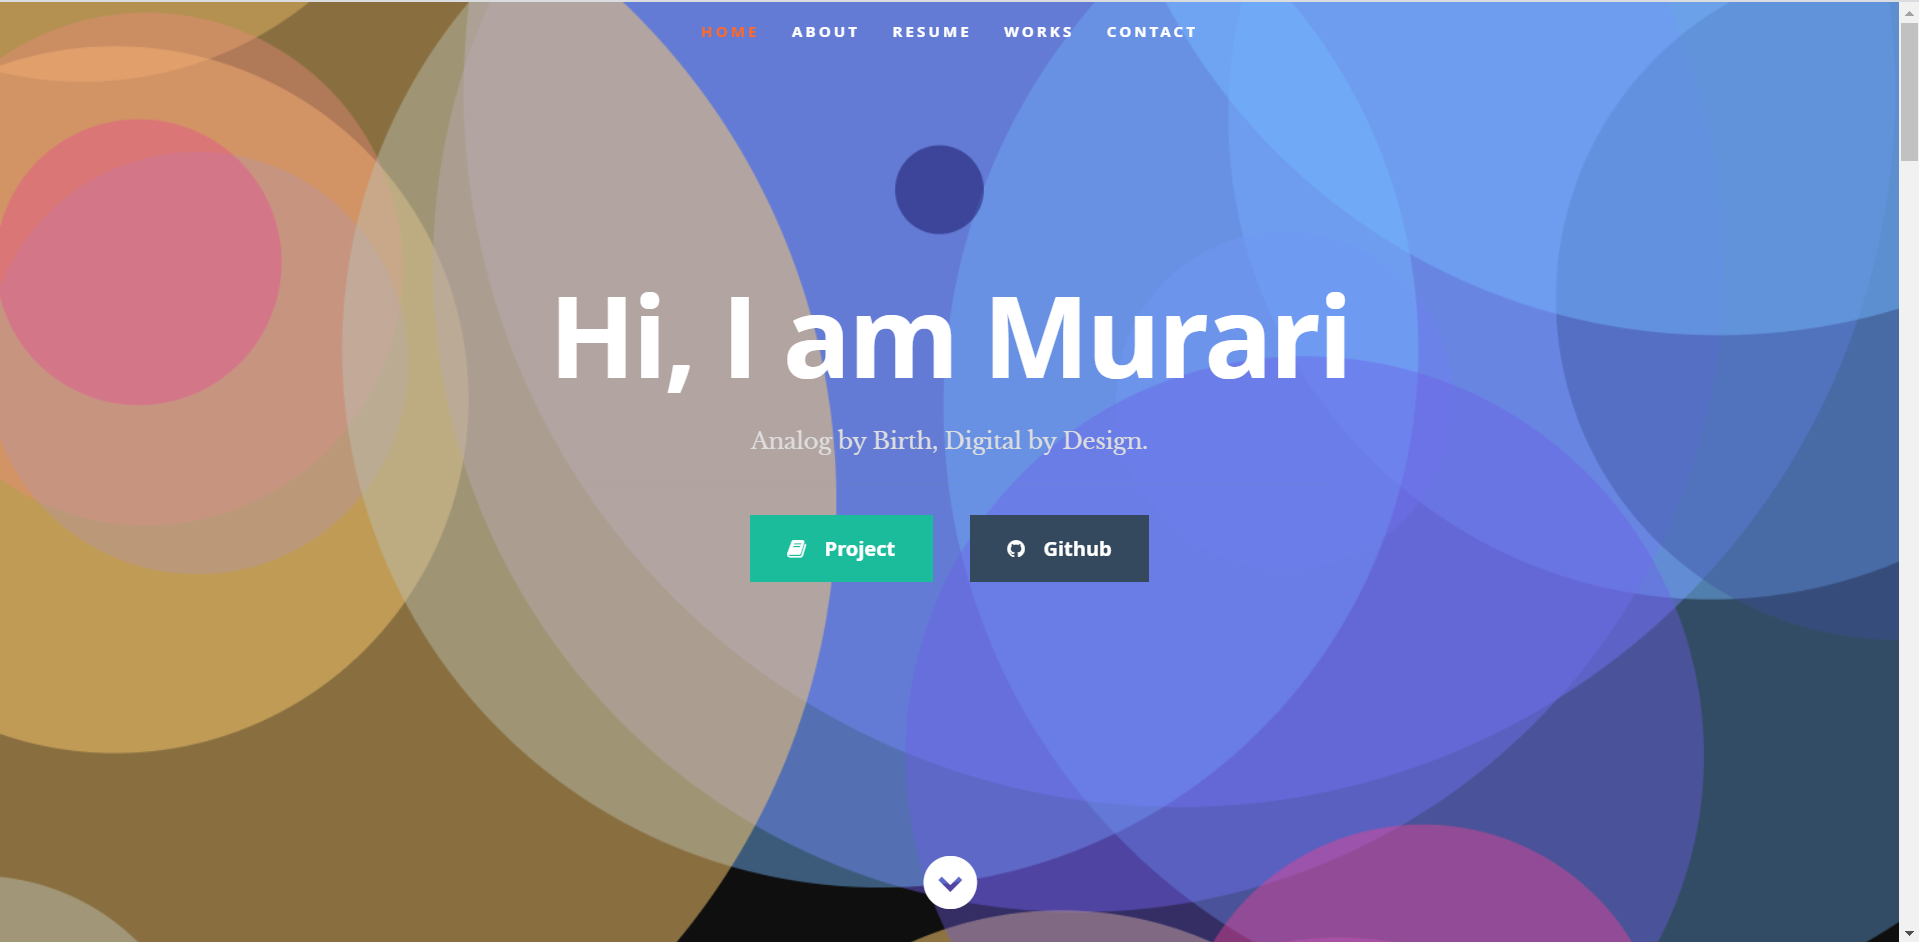 HOME ABOUT RESUME WORKS CONTACT
Hi, I am Murari
Analog by Birth, Digital by Design.
Project Github